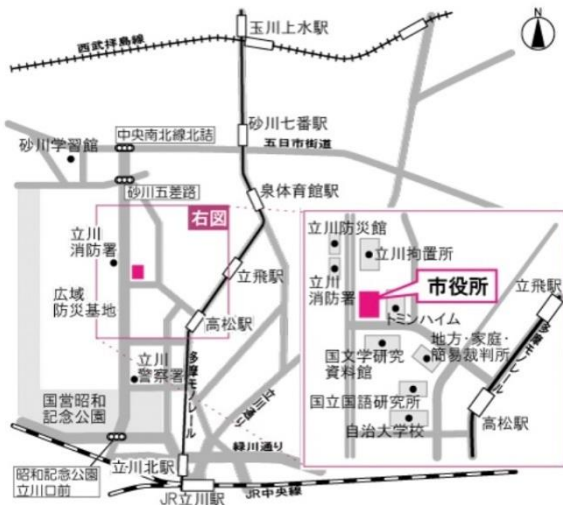 N
玉川上水駅
西武拝島線
砂川七番駅
中央南北線北詰
五日市街道
砂川学習館
砂川五差路
泉体育館駅
右図
立川
消防署
広域
防災基地
立飛駅
高松駅
立川
警察署
多摩モノレール
立川通り
国営昭和
記念公園
緑川通り
昭和記念公園
立川口前
立川北駅
JR立川駅
JR中央線
立川防災館
立川拘置所
立川
消防署
市役所
立飛駅
トミンハイム
多摩モノレール
地方・家庭・
簡易裁判所
国文学研究
資料館
国立国語研究所
高松駅
自治大学校